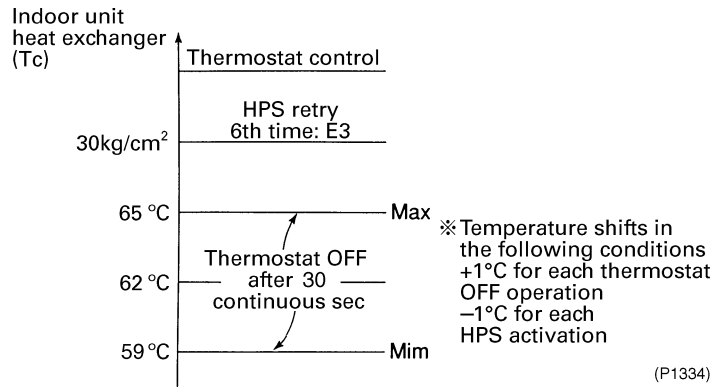 Indoor unit
heat exchanger
(Tc)
Thermostat control
HPS retry
6th time: E3
30kg/cm²
65 °C
Max
Thermostat OFF
after 30
continuous sec
62 °C
59 °C
Mim
※ Temperature shifts in
the following conditions
+1°C for each thermostat
OFF operation
−1°C for each
HPS activation
(P1334)